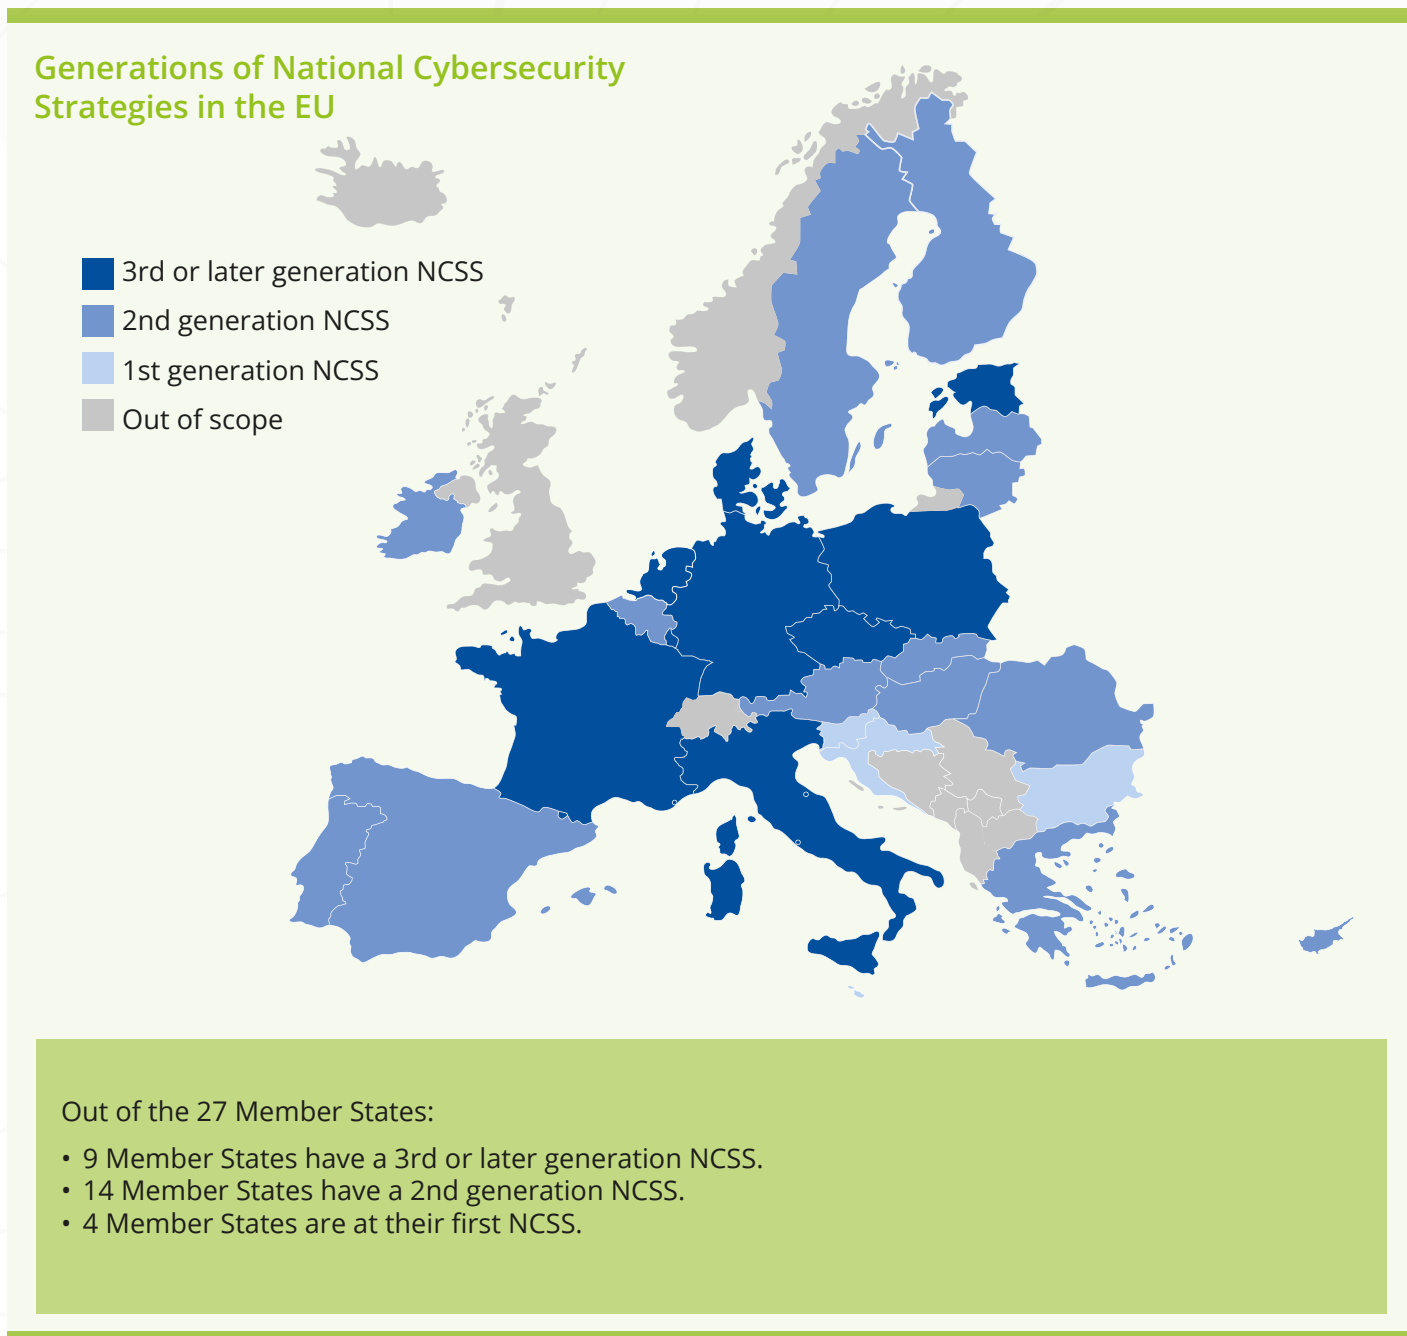 Generations of National Cybersecurity
Strategies in the EU
3rd or later generation NCSS
2nd generation NCSS
1st generation NCSS
Out of scope
Out of the 27 Member States:
• 9 Member States have a 3rd or later generation NCSS.
• 14 Member States have a 2nd generation NCSS.
• 4 Member States are at their first NCSS.